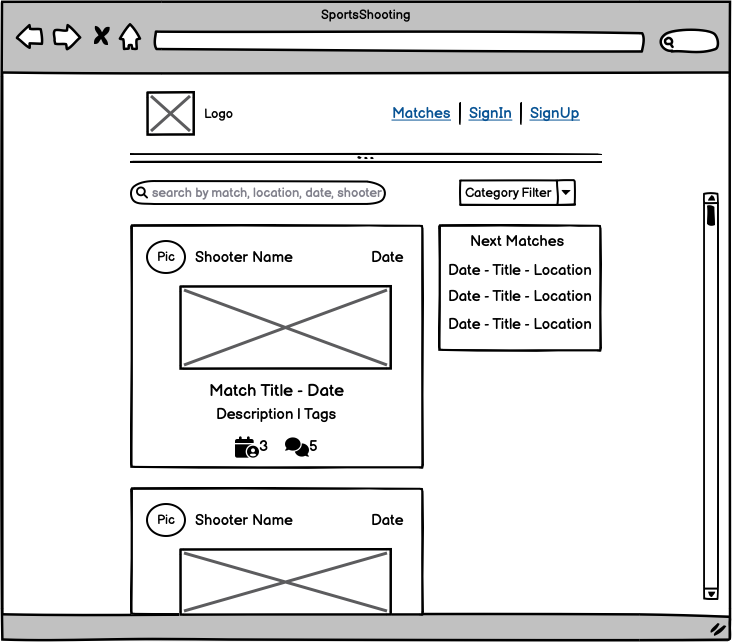 SportsShooting
Logo
Matches SignIn SignUp
search by match, location, date, shooter
Category Filter
Pic Shooter Name Date
Match Title - Date
Description | Tags
3 5
Next Matches
Date - Title - Location
Date - Title - Location
Date - Title - Location
Pic Shooter Name Date